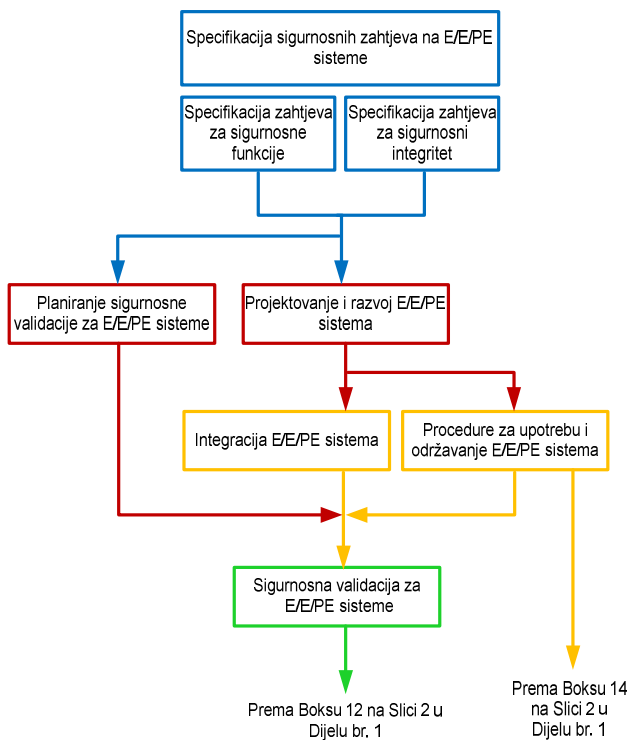 Specifikacija sigurnosnih zahtjeva na E/E/PE
sisteme
Specifikacija zahtjeva
za sigurnosne
funkcije
Specifikacija zahtjeva
za sigurnosni
integritet
Planiranje sigurnosne
validacije za E/E/PE sisteme
Projektovanje i razvoj E/E/PE
sistema
Integracija E/E/PE sistema
Procedure za upotrebu i
održavanje E/E/PE sistema
Sigurnosna validacija za
E/E/PE sisteme
Prema Boksu 12 na Slici 2 u
Dijelu br. 1
Prema Boksu 14
na Slici 2 u
Dijelu br. 1